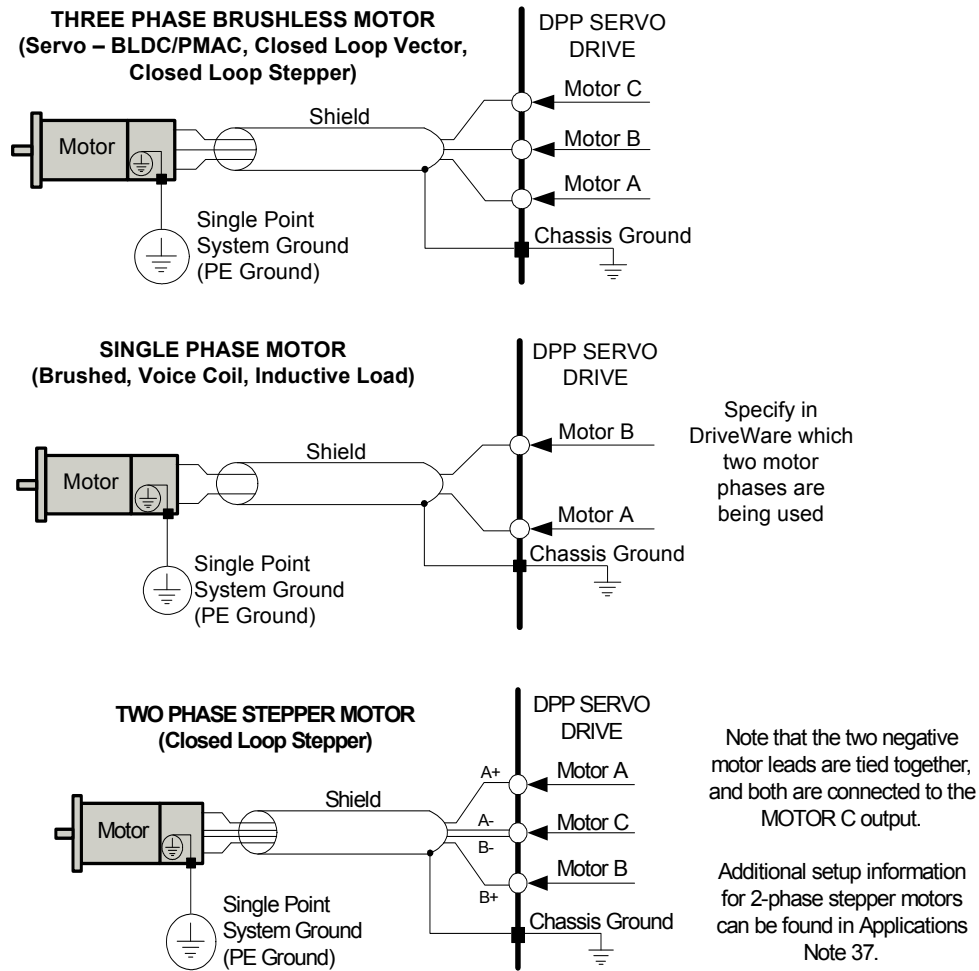 THREE PHASE BRUSHLESS MOTOR
(Servo – BLDC/PMAC, Closed Loop Vector,
Closed Loop Stepper)
DPP SERVO
DRIVE
Motor C
Shield
Motor
Motor B
Motor A
Single Point
System Ground
(PE Ground)
Chassis Ground
SINGLE PHASE MOTOR
(Brushed, Voice Coil, Inductive Load)
DPP SERVO
DRIVE
Motor B
Shield
Motor
Motor A
Specify in
DriveWare which
two motor
phases are
being used
Single Point
System Ground
(PE Ground)
Chassis Ground
TWO PHASE STEPPER MOTOR
(Closed Loop Stepper)
DPP SERVO
DRIVE
A+
Motor A
Shield
Motor
A-
Motor C
B-
Motor B
B+
Single Point
System Ground
(PE Ground)
Chassis Ground
Note that the two negative
motor leads are tied together,
and both are connected to the
MOTOR C output.
Additional setup information
for 2-phase stepper motors
can be found in Applications
Note 37.